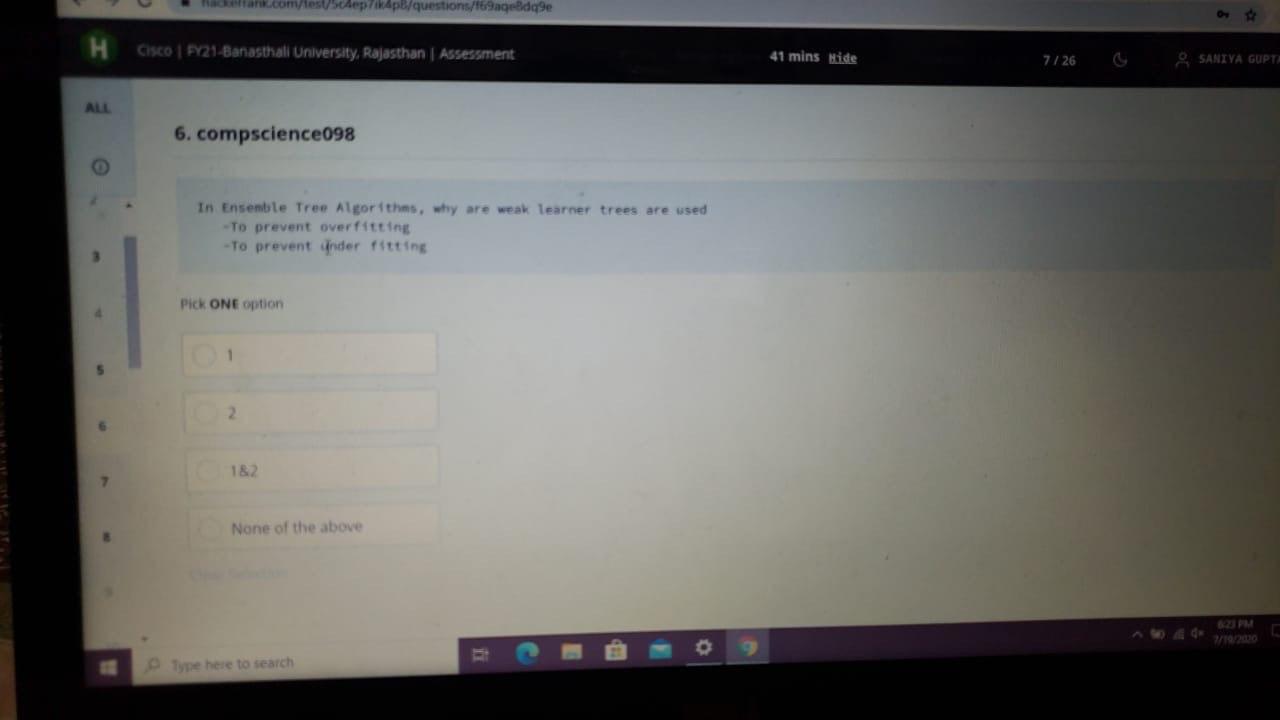 hackerrank.com/test/5c4ep7ik4p8/questions/f69aqe8dq9e
H Cisco | FY21-Banasthali University, Rajasthan | Assessment 41 mins Hide 7 / 26 SANIYA GUPTA
ALL
6. compscience098
In Ensemble Tree Algorithms, why are weak learner trees are used
-To prevent overfitting
-To prevent under fitting
3
4
5
6
7
8
9
Pick ONE option
1
2
1&2
None of the above
Clear Selection
Type here to search
6:23 PM
7/19/2020